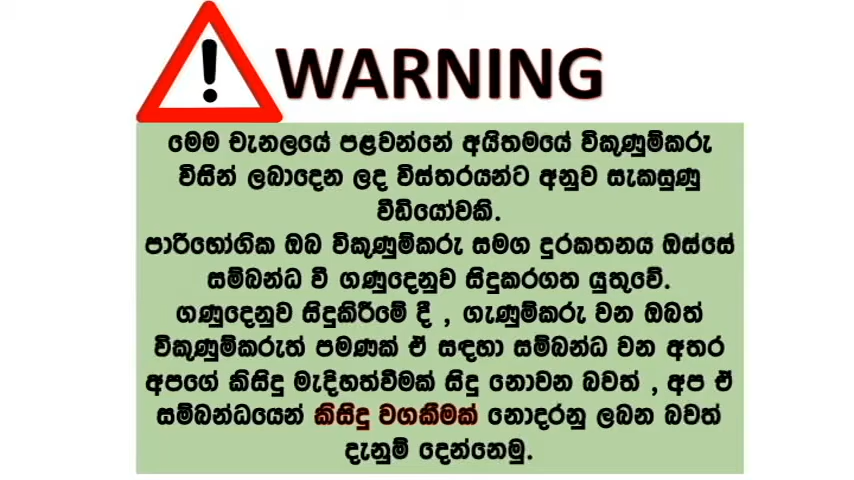 WARNING
මෙම චැනලයේ පළවන්නේ අයිතමයේ විකුණුම්කරු
විසින් ලබාදෙන ලද විස්තරයන්ට අනුව සැකසුණු
වීඩියෝවකි.
පාරිභෝගික ඔබ විකුණුම්කරු සමග දුරකතනය ඔස්සේ
සම්බන්ධ වී ගණුදෙනුව සිදුකරගත යුතුවේ.
ගණුදෙනුව සිදුකිරීමේ දී , ගැණුම්කරු වන ඔබත්
විකුණුම්කරුත් පමණක් ඒ සඳහා සම්බන්ධ වන අතර
අපගේ කිසිදු මැදිහත්වීමක් සිදු නොවන බවත් , අප ඒ
සම්බන්ධයෙන් කිසිදු වගකීමක් නොදරනු ලබන බවත්
දැනුම් දෙන්නෙමු.